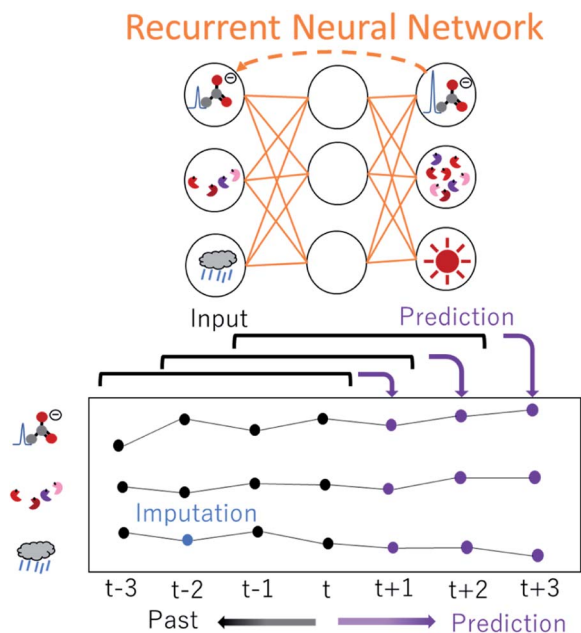 Recurrent Neural Network
Input
Prediction
Imputation
t-3 t-2 t-1 t t+1 t+2 t+3
Past Prediction